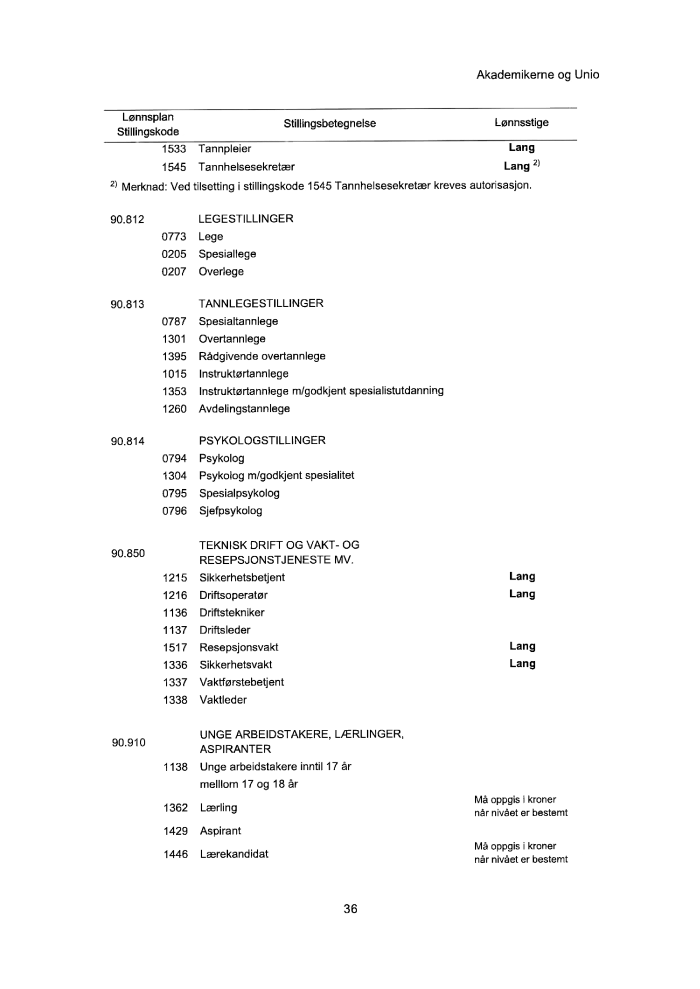 Akademikerne og Unio
Lønnsplan
Stillingskode Stillingsbetegnelse Lønnsstige
1533 Tannpleier Lang
1545 Tannhelsesekretær Lang 2)
2) Merknad: Ved tilsetting i stillingskode 1545 Tannhelsesekretær kreves autorisasjon.
90.812 LEGESTILLINGER
0773 Lege
0205 Spesiallege
0207 Overlege
90.813 TANNLEGESTILLINGER
0787 Spesialtannlege
1301 Overtannlege
1395 Rådgivende overtannlege
1015 Instruktørtannlege
1353 Instruktørtannlege m/godkjent spesialistutdanning
1260 Avdelingstannlege
90.814 PSYKOLOGSTILLINGER
0794 Psykolog
1304 Psykolog m/godkjent spesialitet
0795 Spesialpsykolog
0796 Sjefpsykolog
90.850 TEKNISK DRIFT OG VAKT- OG
RESEPSJONSTJENESTE MV.
1215 Sikkerhetsbetjent Lang
1216 Driftsoperatør Lang
1136 Driftstekniker
1137 Driftsleder
1517 Resepsjonsvakt Lang
1336 Sikkerhetsvakt Lang
1337 Vaktførstebetjent
1338 Vaktleder
90.910 UNGE ARBEIDSTAKERE, LÆRLINGER,
ASPIRANTER
1138 Unge arbeidstakere inntil 17 år
melllom 17 og 18 år
1362 Lærling Må oppgis i kroner
når nivået er bestemt
1429 Aspirant
1446 Lærekandidat Må oppgis i kroner
når nivået er bestemt
36